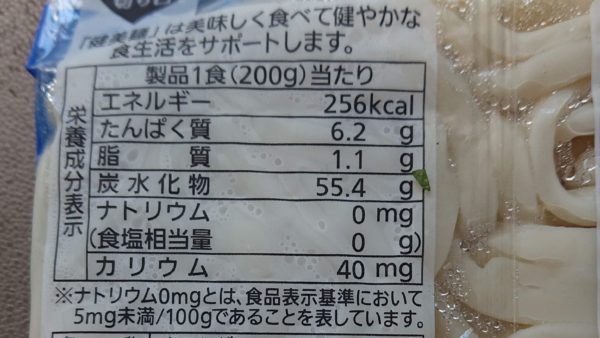 「健美麺」は美味しく食べて健やかな
食生活をサポートします。
栄養成分表示
製品1食(200g)当たり
エネルギー 256kcal
たんぱく質 6.2 g
脂質 1.1 g
炭水化物 55.4 g
ナトリウム 0 mg
(食塩相当量 0 g)
カリウム 40 mg
※ナトリウム0mgとは、食品表示基準において
5mg未満/100gであることを表しています。